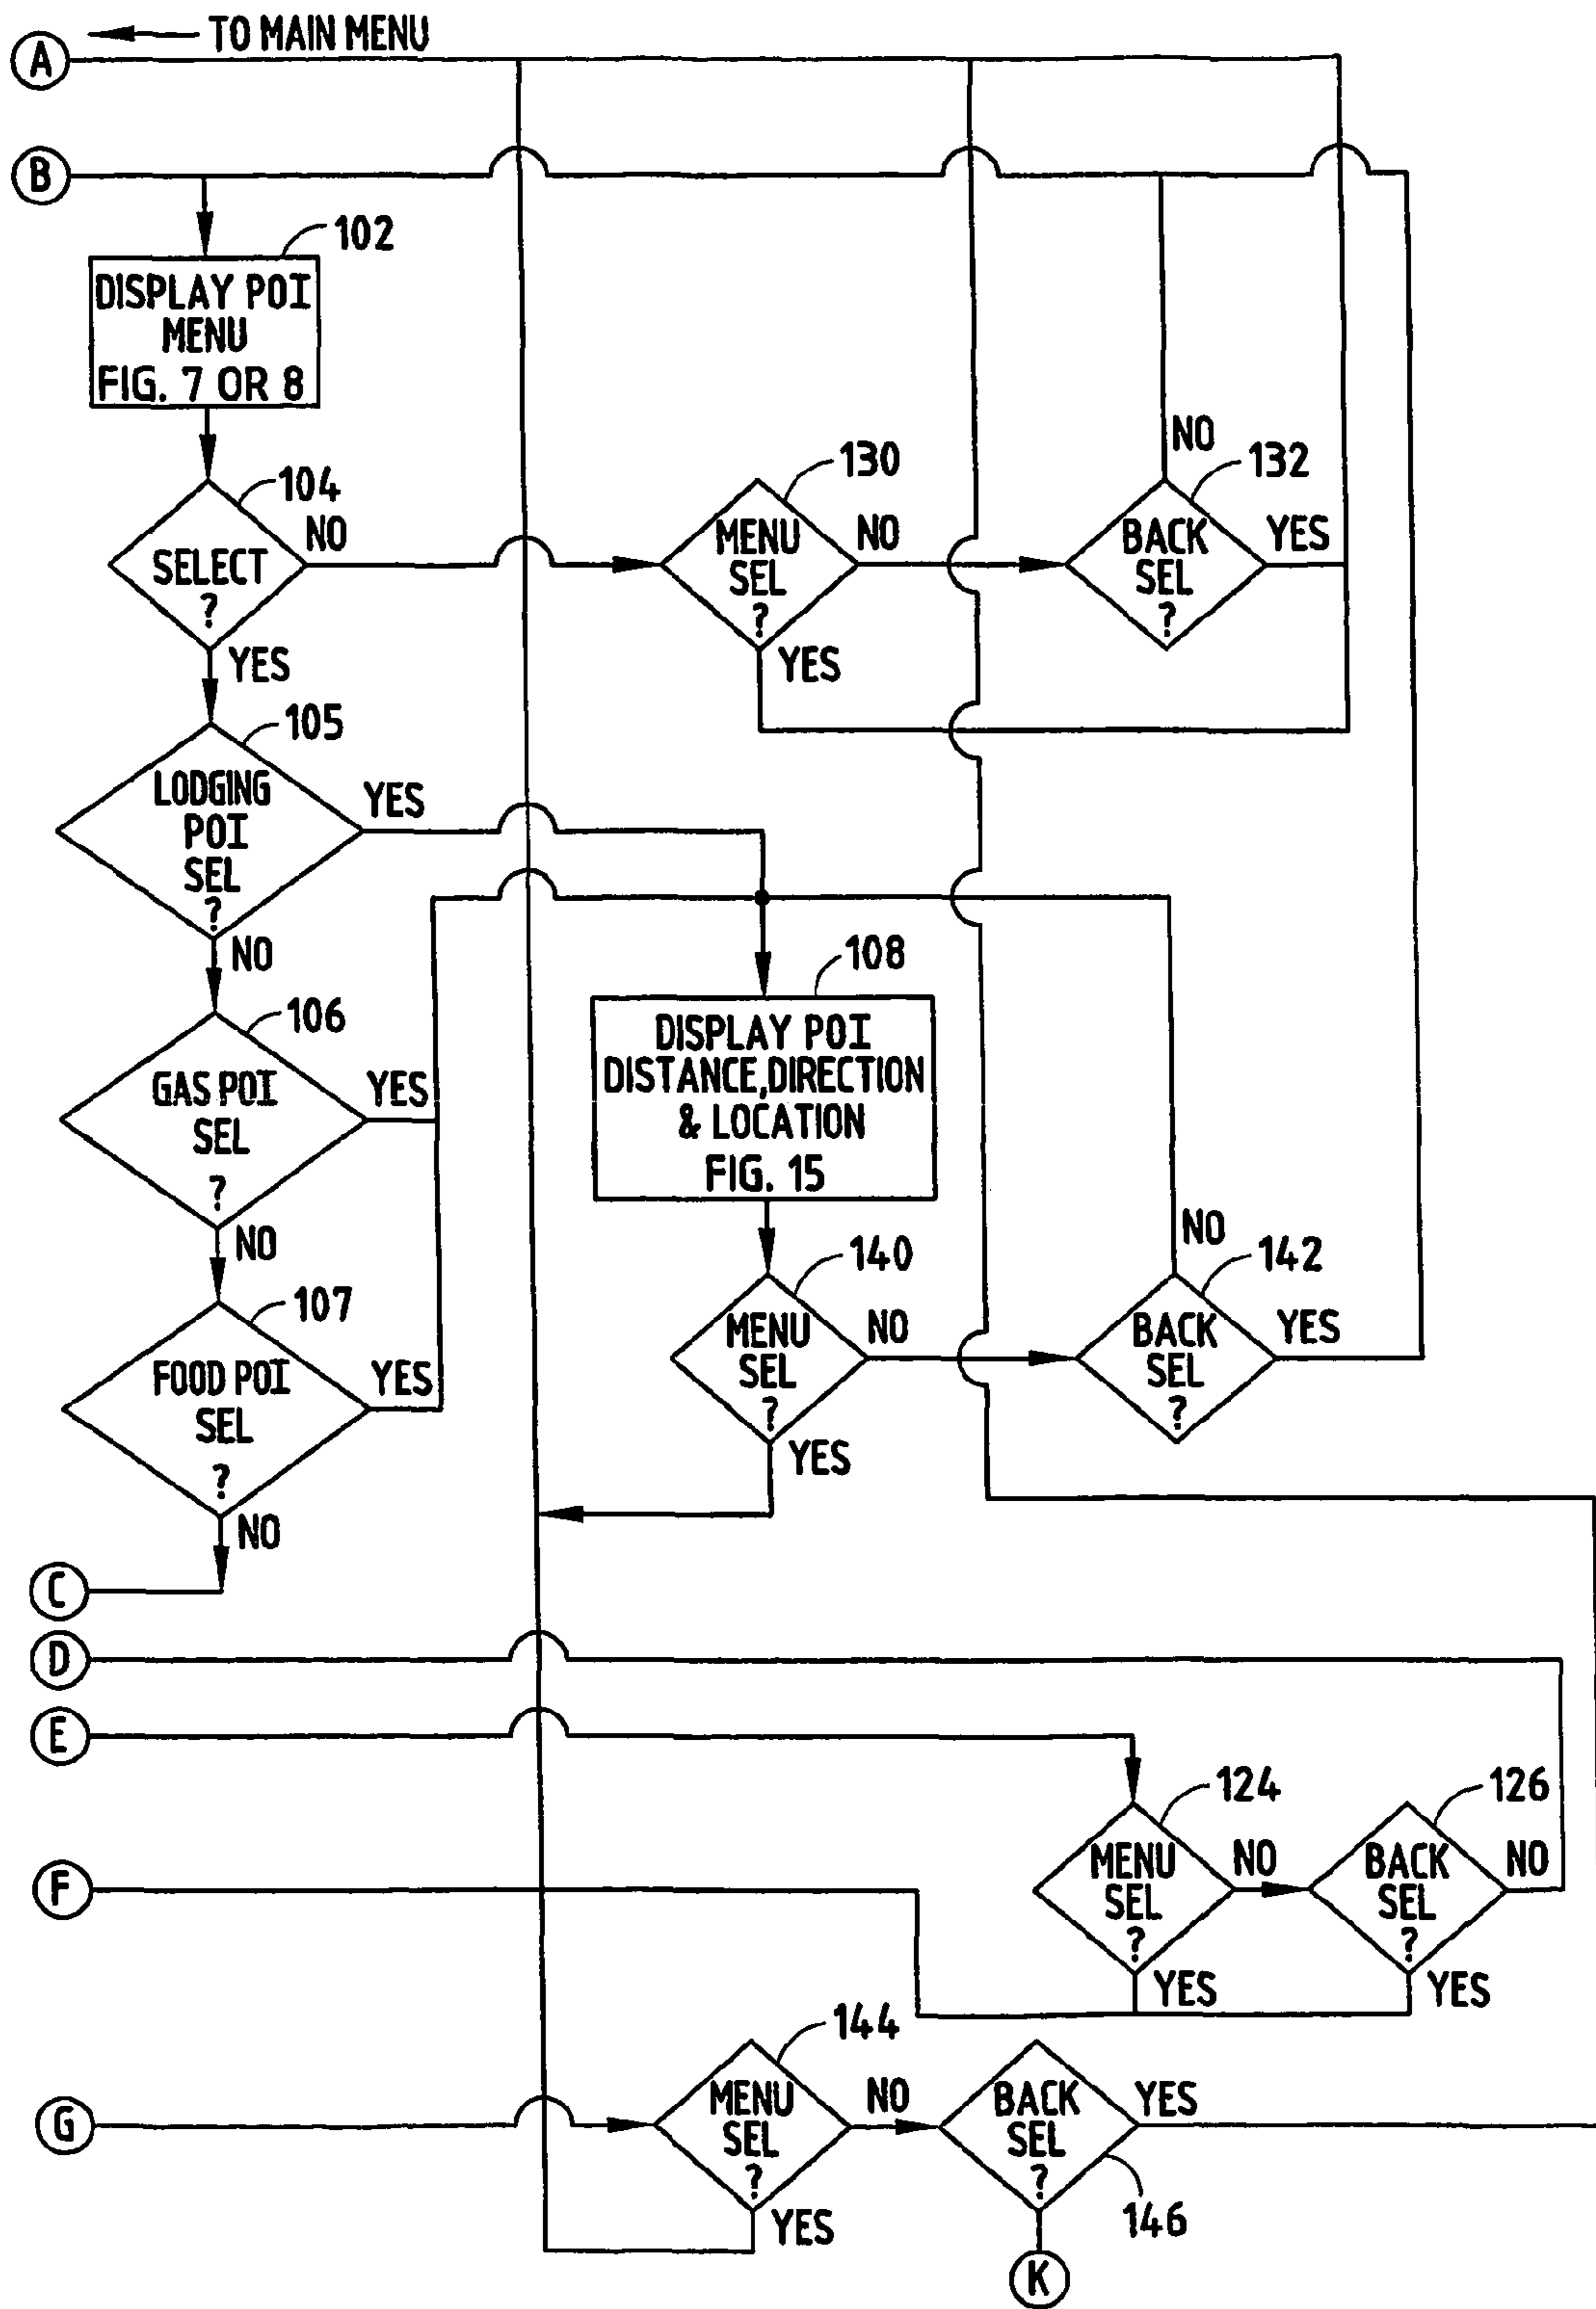 A
TO MAIN MENU
B
102
DISPLAY POI
MENU
FIG. 7 OR 8
104
SELECT
?
NO
YES
130
MENU
SEL
?
NO
YES
132
NO
BACK
SEL
?
YES
105
LODGING
POI
SEL
?
YES
NO
106
GAS POI
SEL
?
YES
NO
108
DISPLAY POI
DISTANCE,DIRECTION
& LOCATION
FIG. 15
107
FOOD POI
SEL
?
YES
NO
140
MENU
SEL
?
NO
YES
142
NO
BACK
SEL
?
YES
C
D
E
124
MENU
SEL
?
NO
YES
126
BACK
SEL
?
NO
YES
F
G
144
MENU
SEL
?
NO
YES
BACK
SEL
?
YES
146
K